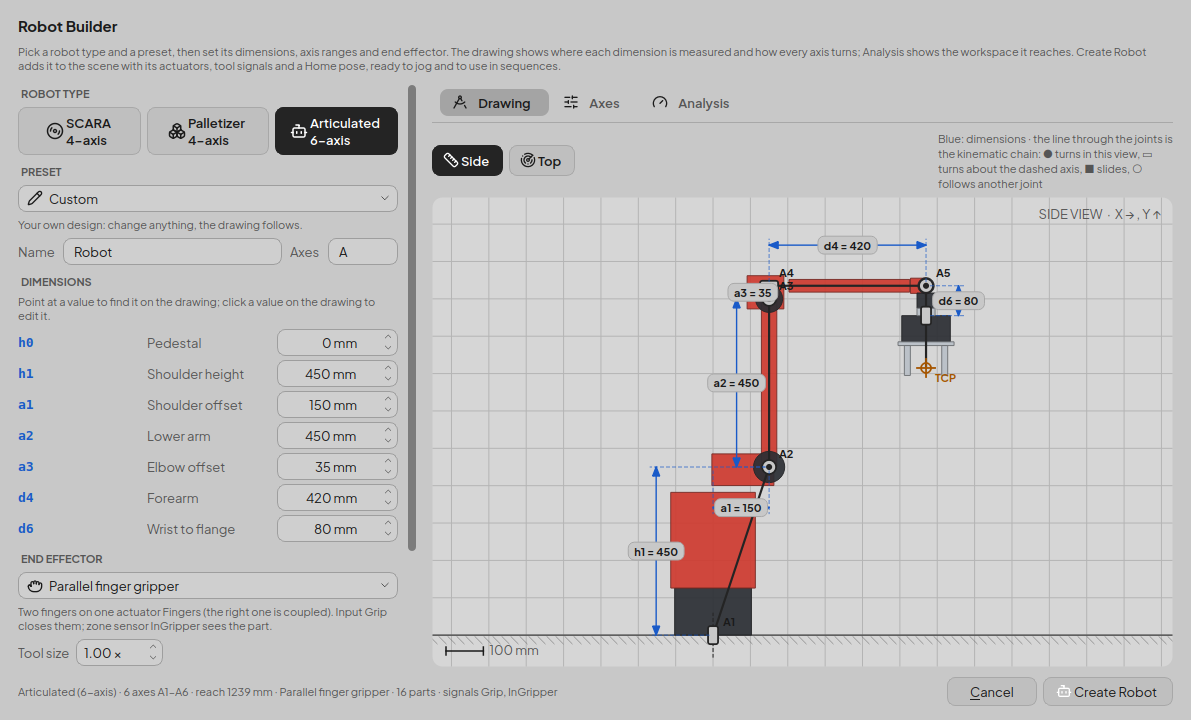 Robot Builder
Pick a robot type and a preset, then set its dimensions, axis ranges and end effector. The drawing shows where each dimension is measured and how every axis turns; Analysis shows the workspace it reaches. Create Robot
adds it to the scene with its actuators, tool signals and a Home pose, ready to jog and to use in sequences.
ROBOT TYPE
SCARA
4-axis
Palletizer
4-axis
Articulated
6-axis
PRESET
Custom
Your own design: change anything, the drawing follows.
Name Robot Axes A
DIMENSIONS
Point at a value to find it on the drawing; click a value on the drawing to
edit it.
h0 Pedestal 0 mm
h1 Shoulder height 450 mm
a1 Shoulder offset 150 mm
a2 Lower arm 450 mm
a3 Elbow offset 35 mm
d4 Forearm 420 mm
d6 Wrist to flange 80 mm
END EFFECTOR
Parallel finger gripper
Two fingers on one actuator Fingers (the right one is coupled). Input Grip
closes them; zone sensor InGripper sees the part.
Tool size 1.00 ×
Drawing Axes Analysis
Side Top
Blue: dimensions · the line through the joints is
the kinematic chain: ● turns in this view, ▭
turns about the dashed axis, ■ slides, ○
follows another joint
SIDE VIEW · X→, Y↑
d4 = 420
A4
A5
A3
a3 = 35
d6 = 80
TCP
a2 = 450
A2
a1 = 150
h1 = 450
A1
100 mm
Articulated (6-axis) · 6 axes A1-A6 · reach 1239 mm · Parallel finger gripper · 16 parts · signals Grip, InGripper
Cancel Create Robot